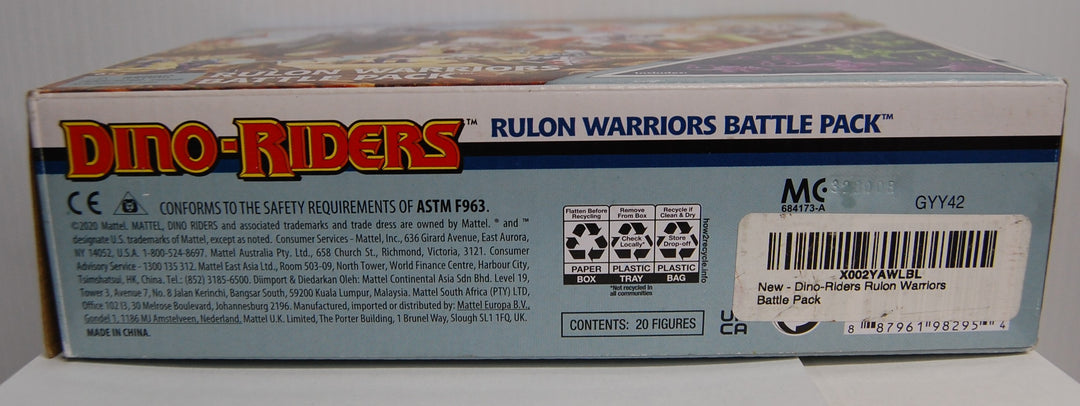 RULON WARRIORS
BATTLE PACK
DINO-RIDERS™ RULON WARRIORS BATTLE PACK™
CE CONFORMS TO THE SAFETY REQUIREMENTS OF ASTM F963.
©2020 Mattel. MATTEL, DINO RIDERS and associated trademarks and trade dress are owned by Mattel. ® and ™
designate U.S. trademarks of Mattel, except as noted. Consumer Services – Mattel, Inc., 636 Girard Avenue, East Aurora,
NY 14052, U.S.A. 1-800-524-8697. Mattel Australia Pty. Ltd., 658 Church St., Richmond, Victoria, 3121. Consumer
Advisory Service - 1300 135 312. Mattel East Asia Ltd., Room 503-09, North Tower, World Finance Centre, Harbour City,
Tsimshatsui, HK, China. Tel.: (852) 3185-6500. Diimport & Diedarkan Oleh: Mattel Continental Asia Sdn Bhd. Level 19,
Tower 3, Avenue 7, No. 8 Jalan Kerinchi, Bangsar South, 59200 Kuala Lumpur, Malaysia. Mattel South Africa (PTY) LTD,
Office 102 I3, 30 Melrose Boulevard, Johannesburg 2196. Manufactured, imported or distributed by: Mattel Europa B.V.,
Gondel 1, 1186 MJ Amstelveen, Nederland. Mattel U.K. Limited, The Porter Building, 1 Brunel Way, Slough SL1 1FQ, UK.
MADE IN CHINA.
Flatten Before Recycling
PAPER
BOX
Remove From Box
Check Locally*
PLASTIC
TRAY
*Not recycled in all communities
Recycle if Clean & Dry
Store Drop-off
PLASTIC
BAG
how2recycle.info
CONTENTS: 20 FIGURES
UK
CA
MC
684173-A
GYY42
X002YAWLBL
New - Dino-Riders Rulon Warriors
Battle Pack
8 87961 98295 4